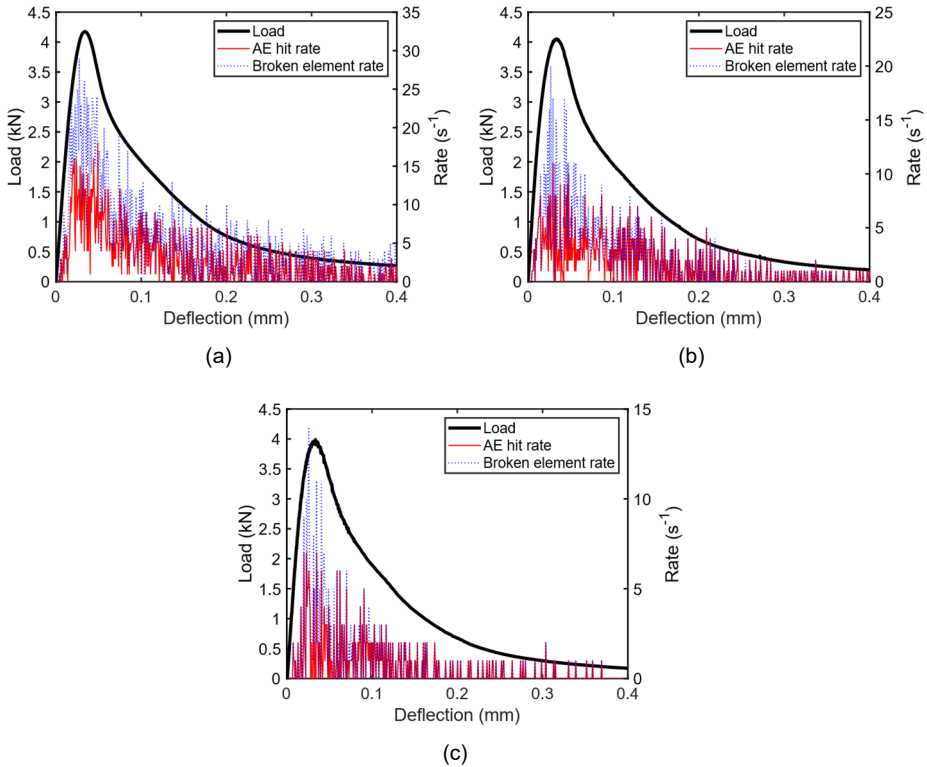 4.5 4 3.5 3 2.5 2 1.5 1 0.5 0
Load (kN)
35 30 25 20 15 10 5 0
Rate (s⁻¹)
Load
AE hit rate
Broken element rate
0 0.1 0.2 0.3 0.4
Deflection (mm)
(a)
4.5 4 3.5 3 2.5 2 1.5 1 0.5 0
Load (kN)
25 20 15 10 5 0
Rate (s⁻¹)
Load
AE hit rate
Broken element rate
0 0.1 0.2 0.3 0.4
Deflection (mm)
(b)
4.5 4 3.5 3 2.5 2 1.5 1 0.5 0
Load (kN)
15 10 5 0
Rate (s⁻¹)
Load
AE hit rate
Broken element rate
0 0.1 0.2 0.3 0.4
Deflection (mm)
(c)